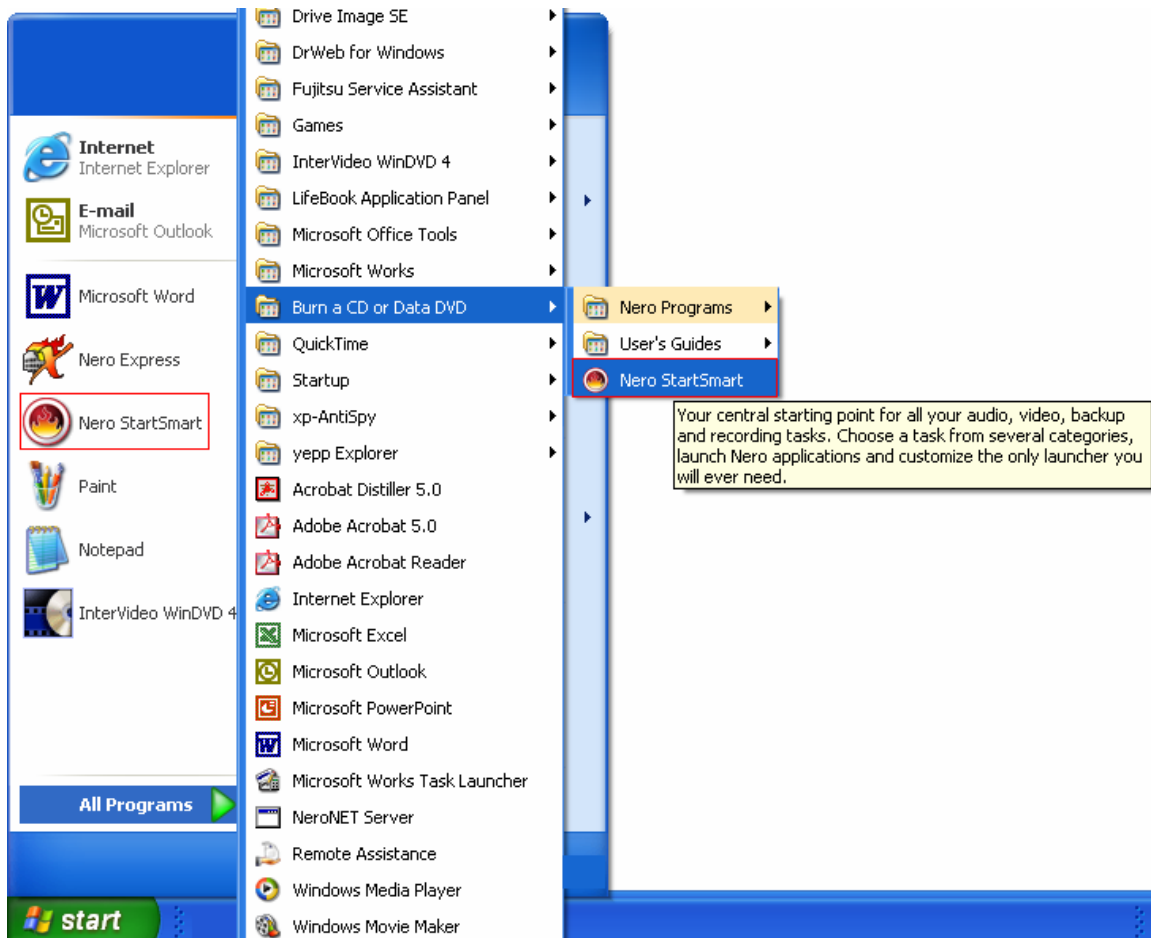 Internet
Internet Explorer
E-mail
Microsoft Outlook
Microsoft Word
Nero Express
Nero StartSmart
Paint
Notepad
InterVideo WinDVD 4
All Programs
start
Drive Image SE
DrWeb for Windows
Fujitsu Service Assistant
Games
InterVideo WinDVD 4
LifeBook Application Panel
Microsoft Office Tools
Microsoft Works
Burn a CD or Data DVD
QuickTime
Startup
xp-AntiSpy
yepp Explorer
Acrobat Distiller 5.0
Adobe Acrobat 5.0
Adobe Acrobat Reader
Internet Explorer
Microsoft Excel
Microsoft Outlook
Microsoft PowerPoint
Microsoft Word
Microsoft Works Task Launcher
NeroNET Server
Remote Assistance
Windows Media Player
Windows Movie Maker
Nero Programs
User's Guides
Nero StartSmart
Your central starting point for all your audio, video, backup
and recording tasks. Choose a task from several categories,
launch Nero applications and customize the only launcher you
will ever need.